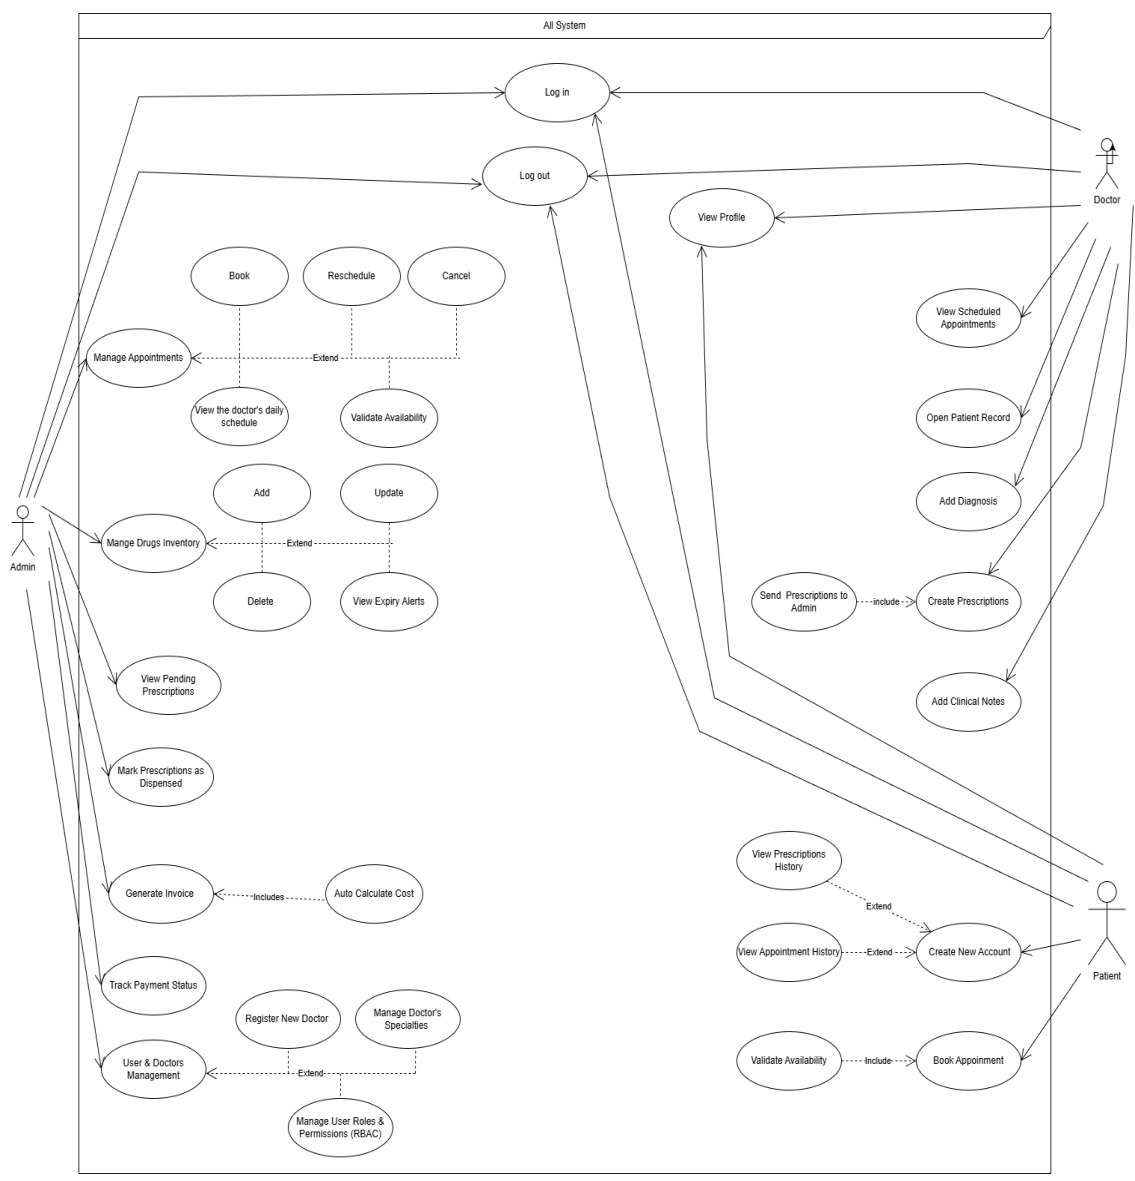 All System
Log in
Log out
Doctor
View Profile
Book
Reschedule
Cancel
View Scheduled
Appointments
Manage Appointments
Extend
View the doctor's daily
schedule
Validate Availability
Open Patient Record
Add
Update
Add Diagnosis
Admin
Mange Drugs Inventory
Extend
Delete
View Expiry Alerts
Send  Prescriptions to
Admin
include
Create Prescriptions
View Pending
Prescriptions
Add Clinical Notes
Mark Prescriptions as
Dispensed
View Prescriptions
History
Generate Invoice
Includes
Auto Calculate Cost
Extend
View Appointment History
Extend
Create New Account
Patient
Track Payment Status
Register New Doctor
Manage Doctor's
Specialties
User & Doctors
Management
Extend
Validate Availability
Include
Book Appoinment
Manage User Roles &
Permissions (RBAC)